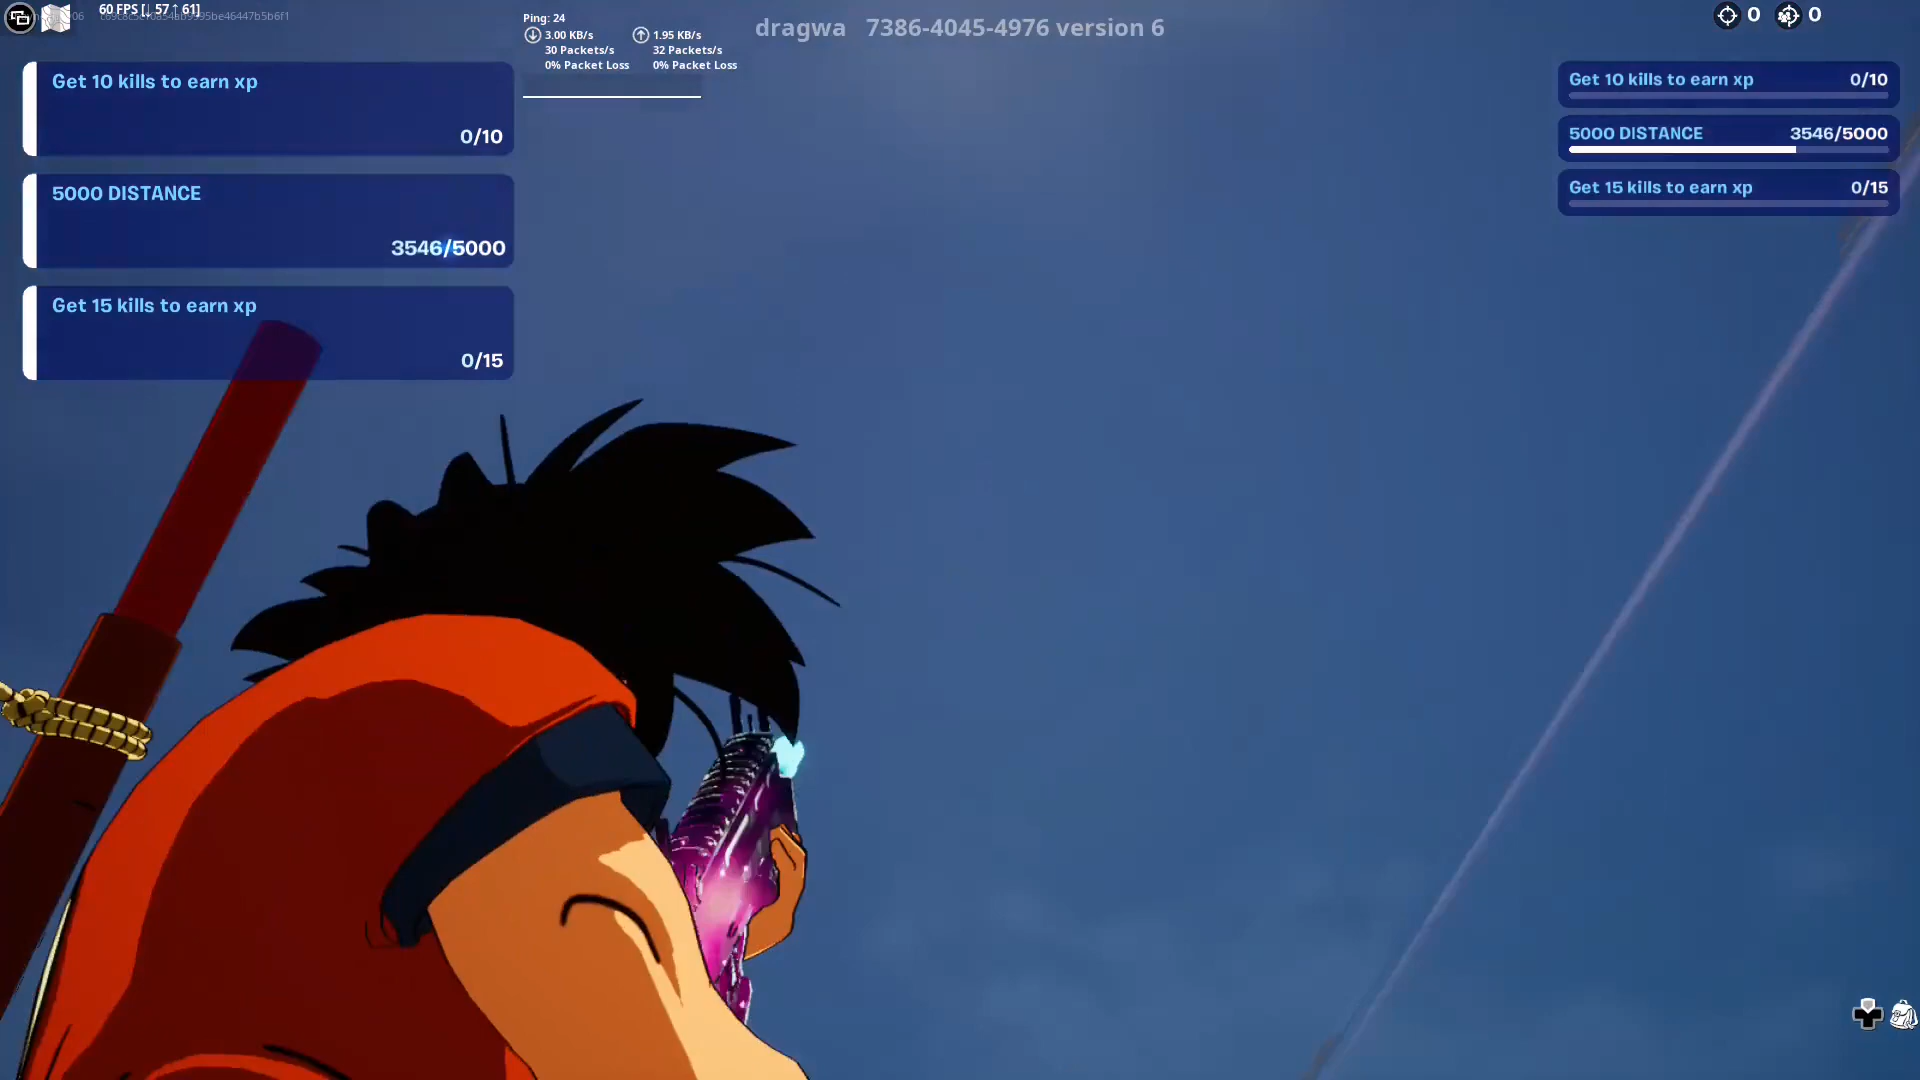 60 FPS [↓ 57 ↑ 61]
Ping: 24
3.00 KB/s
1.95 KB/s
30 Packets/s
32 Packets/s
0% Packet Loss
0% Packet Loss
dragwa 7386-4045-4976 version 6
0
0
Get 10 kills to earn xp
0/10
5000 DISTANCE
3546/5000
Get 15 kills to earn xp
0/15
Get 10 kills to earn xp 0/10
5000 DISTANCE 3546/5000
Get 15 kills to earn xp 0/15